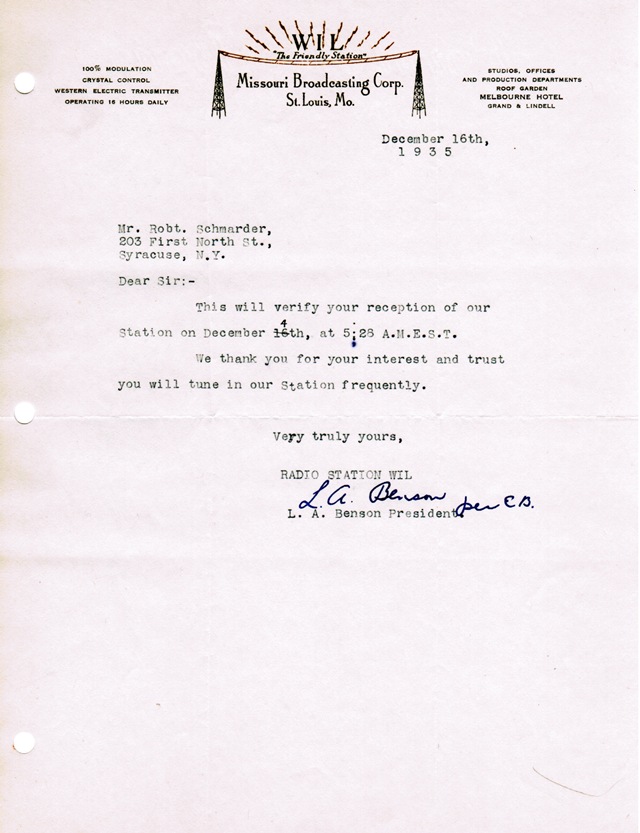 WIL
"The Friendly Station"
Missouri Broadcasting Corp.
St. Louis, Mo.
100% MODULATION
CRYSTAL CONTROL
WESTERN ELECTRIC TRANSMITTER
OPERATING 16 HOURS DAILY
STUDIOS, OFFICES
AND PRODUCTION DEPARTMENTS
ROOF GARDEN
MELBOURNE HOTEL
GRAND & LINDELL
December 16th,
1 9 3 5
Mr. Robt. Schmarder,
203 First North St.,
Syracuse, N.Y.
Dear Sir:-
This will verify your reception of our
4
Station on December 16th, at 5:28 A.M.E.S.T.
We thank you for your interest and trust
you will tune in our Station frequently.
Very truly yours,
RADIO STATION WIL
L. A. Benson per C.B.
L. A. Benson President